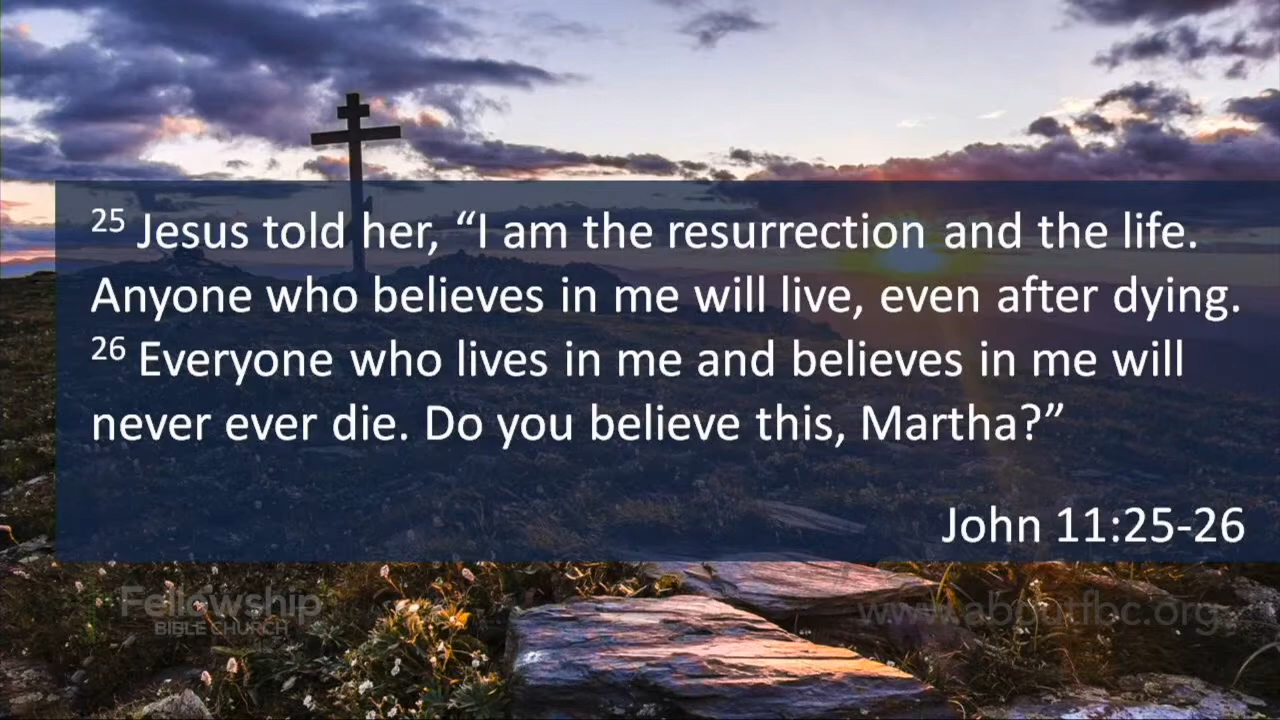 25 Jesus told her, “I am the resurrection and the life.
Anyone who believes in me will live, even after dying.
26 Everyone who lives in me and believes in me will
never ever die. Do you believe this, Martha?”
John 11:25-26
Fellowship
BIBLE CHURCH
www.aboutfbc.org